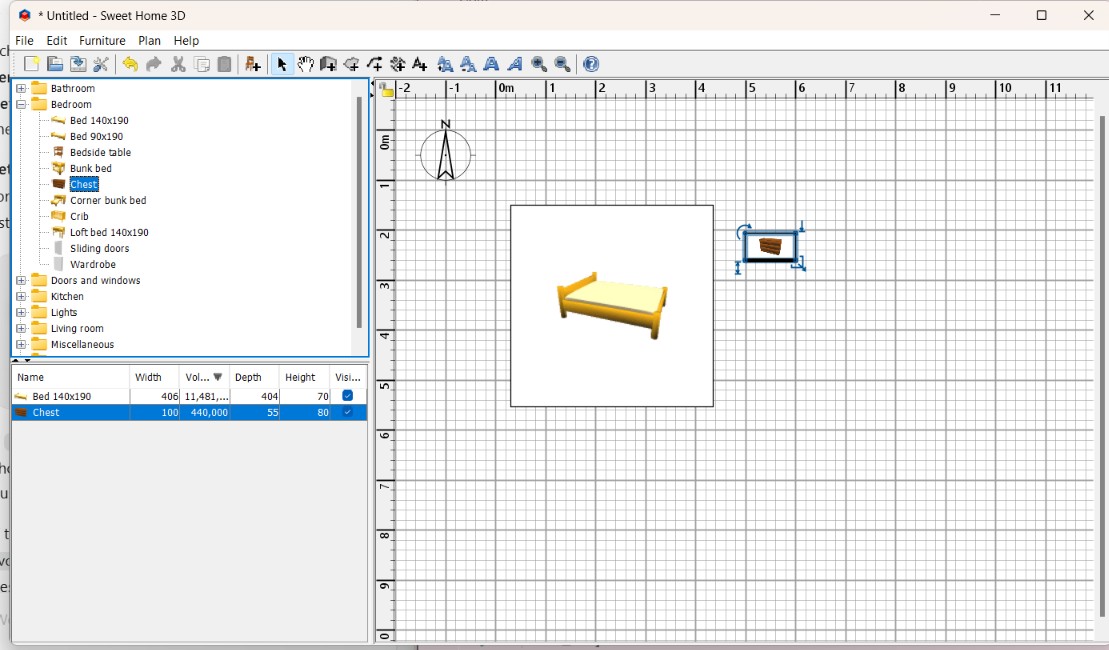 * Untitled - Sweet Home 3D
File Edit Furniture Plan Help
Bathroom
Bedroom
Bed 140x190
Bed 90x190
Bedside table
Bunk bed
Chest
Corner bunk bed
Crib
Loft bed 140x190
Sliding doors
Wardrobe
Doors and windows
Kitchen
Lights
Living room
Miscellaneous
Name Width Vol... Depth Height Visi...
Bed 140x190 406 11,481,... 404 70
Chest 100 440,000 55 80
-2 -1 0m 1 2 3 4 5 6 7 8 9 10 11
0m
1
2
3
4
5
6
7
8
9
0
N